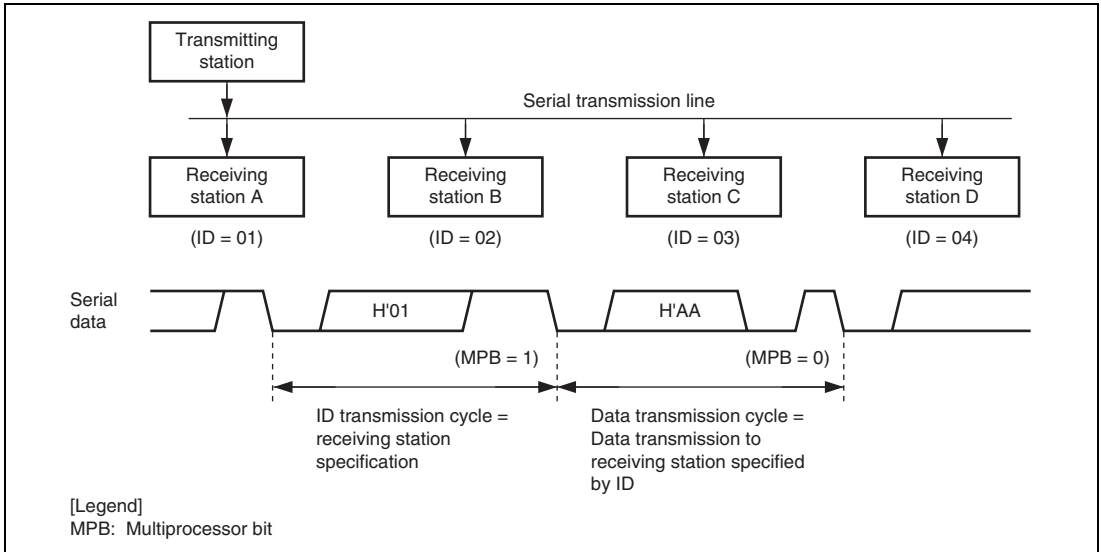 Transmitting
station
Serial transmission line
Receiving
station A
Receiving
station B
Receiving
station C
Receiving
station D
(ID = 01)
(ID = 02)
(ID = 03)
(ID = 04)
Serial
data
H'01
H'AA
(MPB = 1)
(MPB = 0)
ID transmission cycle =
receiving station
specification
Data transmission cycle =
Data transmission to
receiving station specified
by ID
[Legend]
MPB: Multiprocessor bit